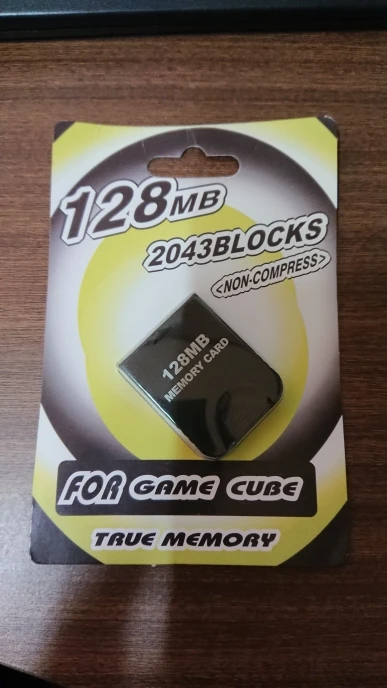 128MB
2043BLOCKS
<NON-COMPRESS>
128MB
MEMORY CARD
FOR GAME CUBE
TRUE MEMORY